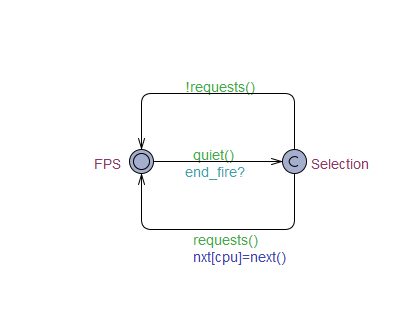 !requests()
quiet()
FPS
Selection
C
end_fire?
requests()
nxt[cpu]=next()